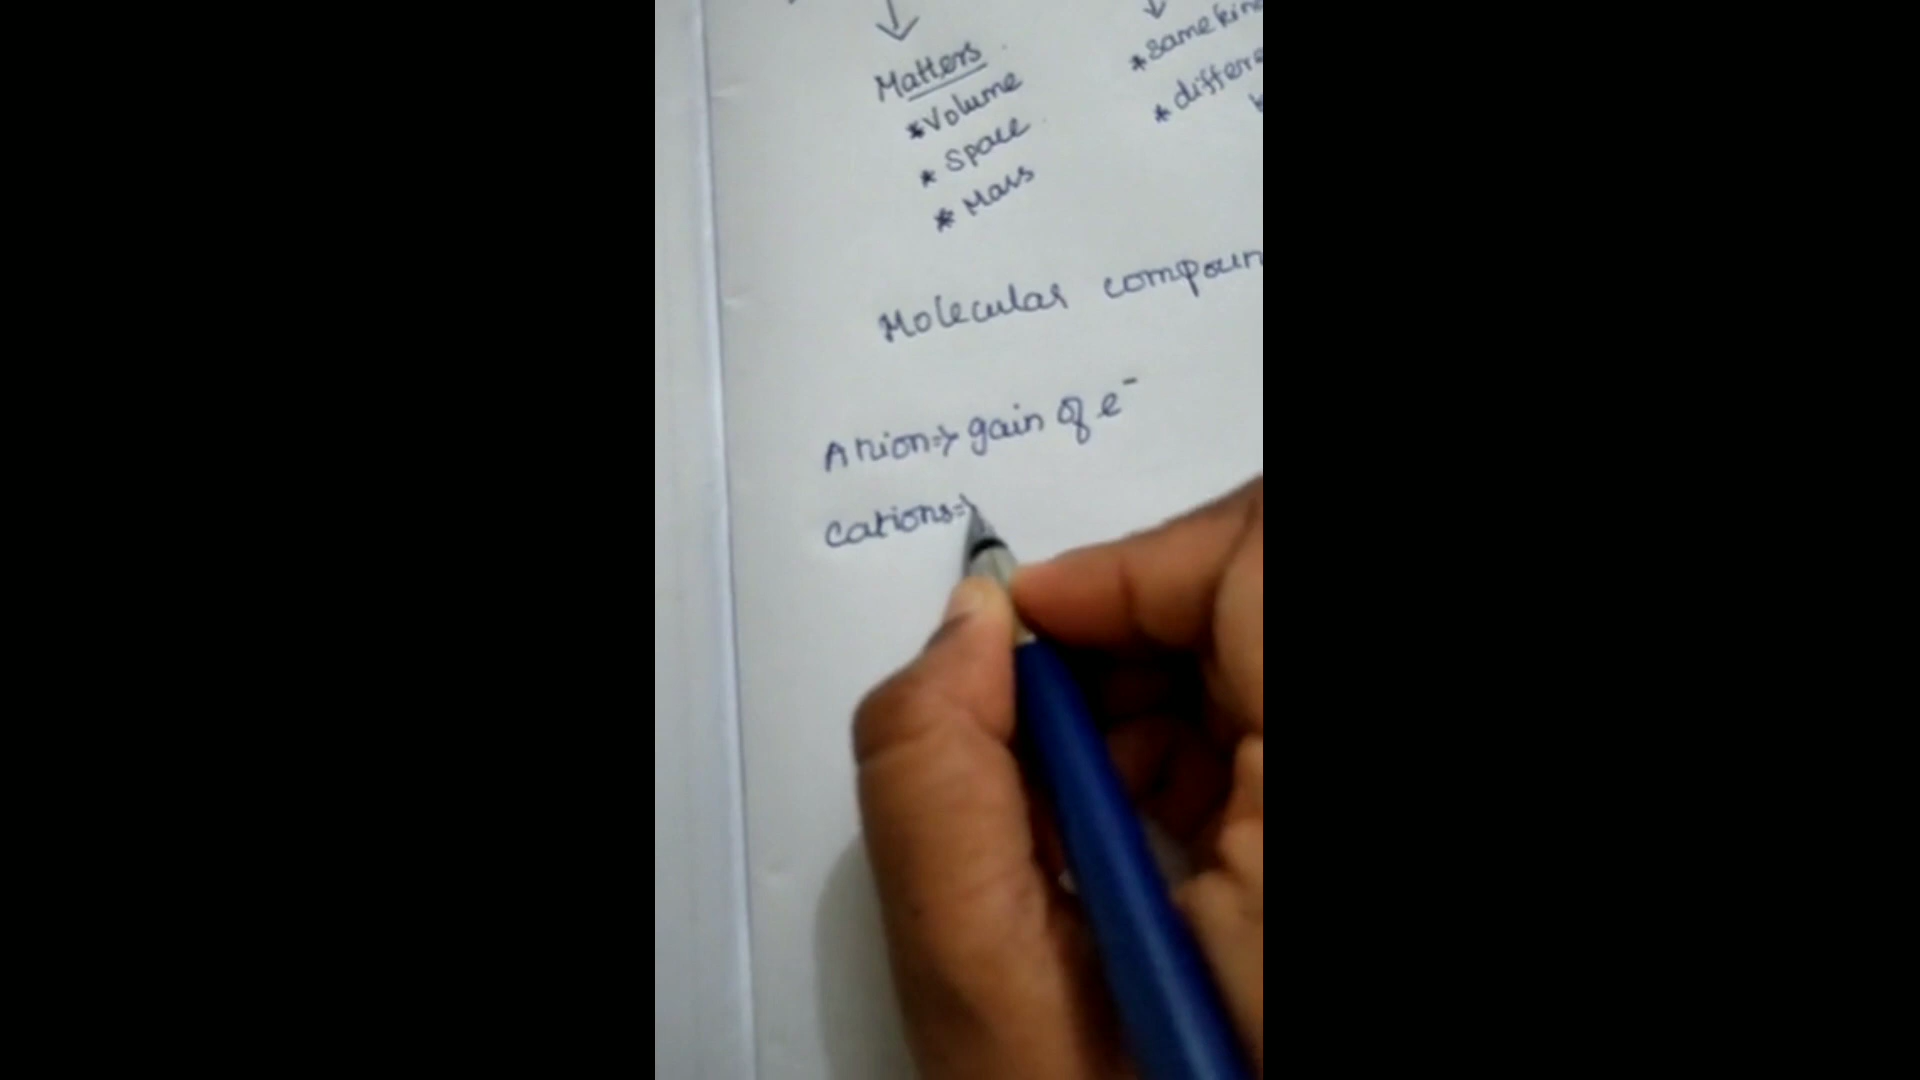 Matters
*Volume
* Space
* Mass
* same kin
* differe
Molecular compoun
Anion=> gain of e⁻
Cations=>